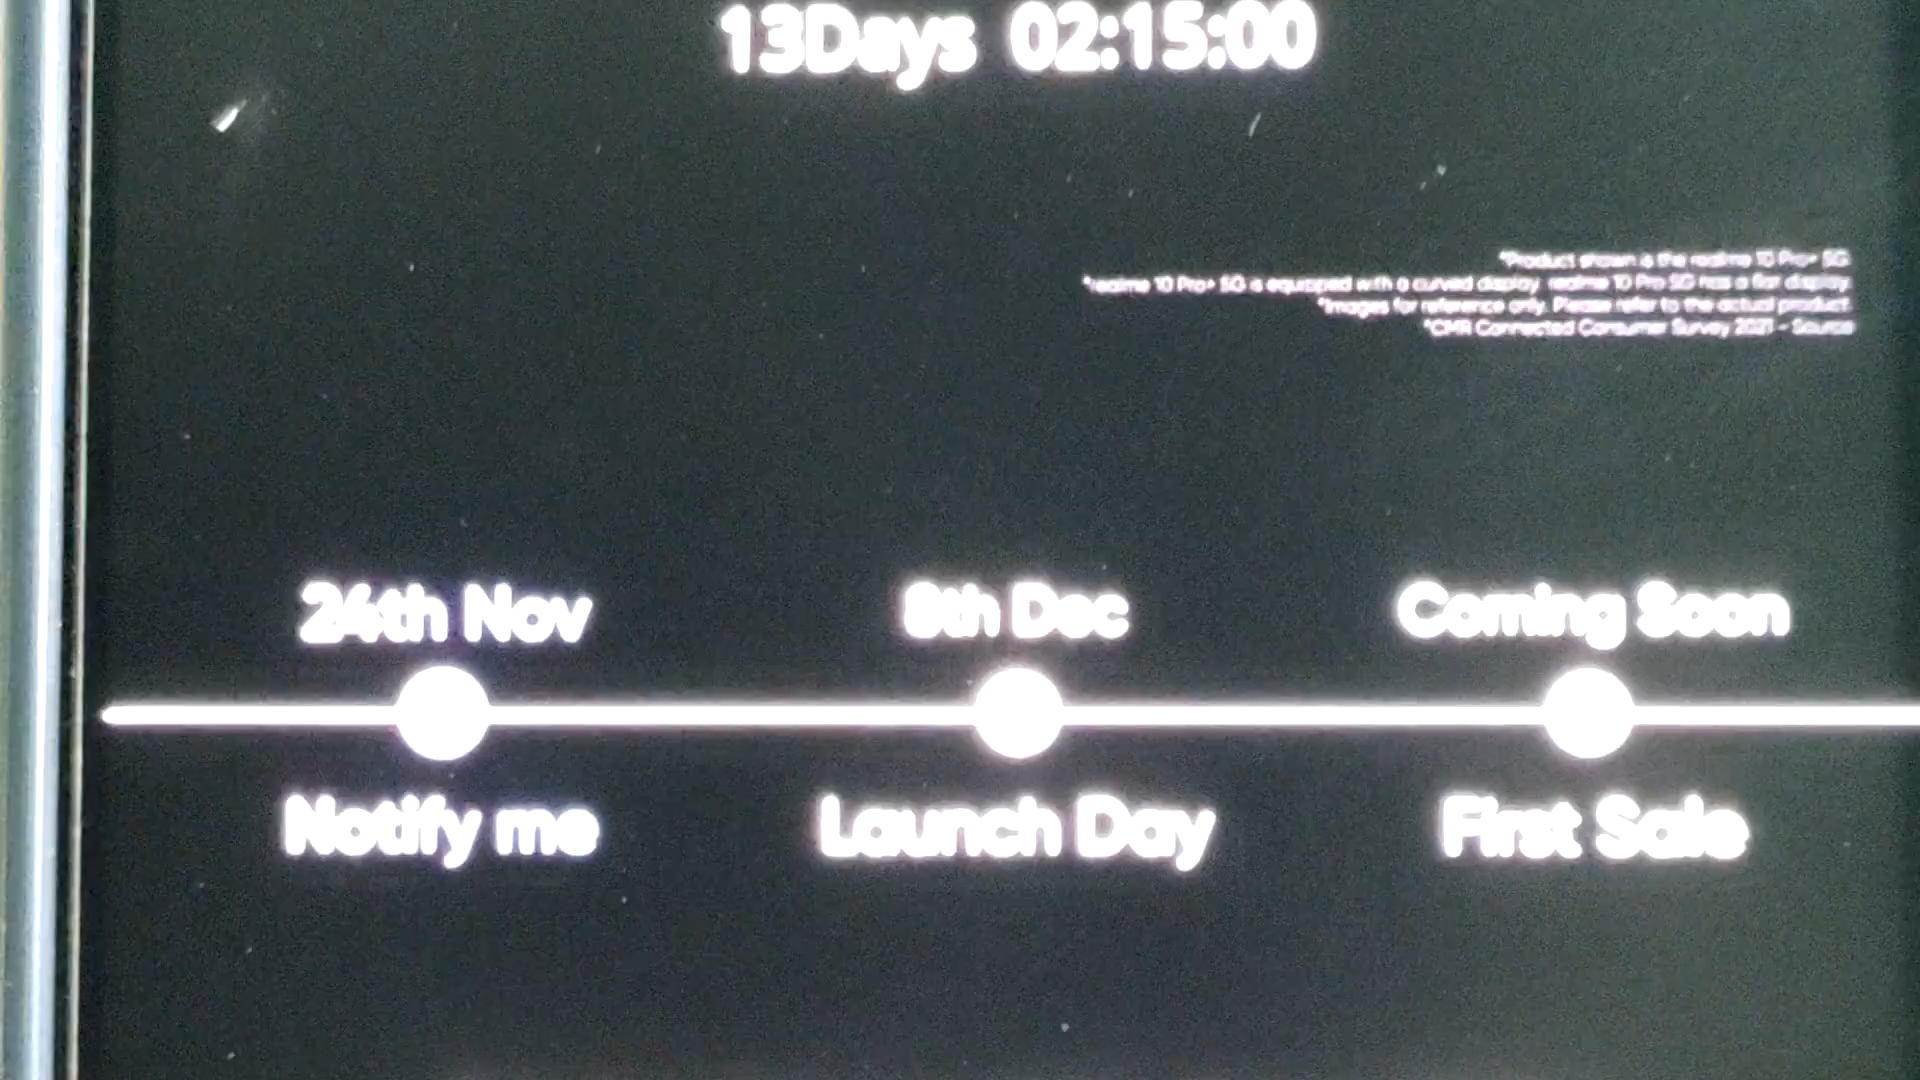 13Days 02:15:00
*Product shown is the realme 10 Pro+ 5G.
*realme 10 Pro+ 5G is equipped with a curved display. realme 10 Pro 5G has a flat display.
*Images for reference only. Please refer to the actual product.
*CMR Connected Consumer Survey 2021 - Source
24th Nov
8th Dec
Coming Soon
Notify me
Launch Day
First Sale